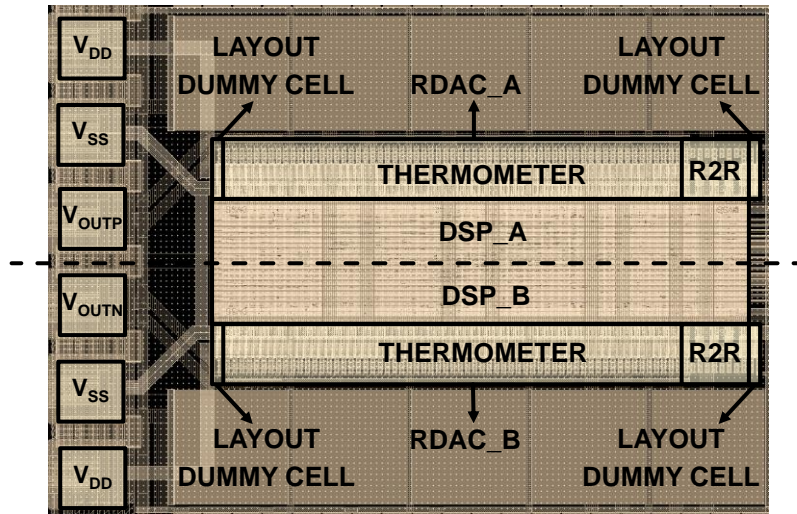 VDD
LAYOUT
DUMMY CELL
RDAC_A
LAYOUT
DUMMY CELL
VSS
THERMOMETER
R2R
VOUTP
DSP_A
VOUTN
DSP_B
VSS
THERMOMETER
R2R
LAYOUT
DUMMY CELL
RDAC_B
LAYOUT
DUMMY CELL
VDD